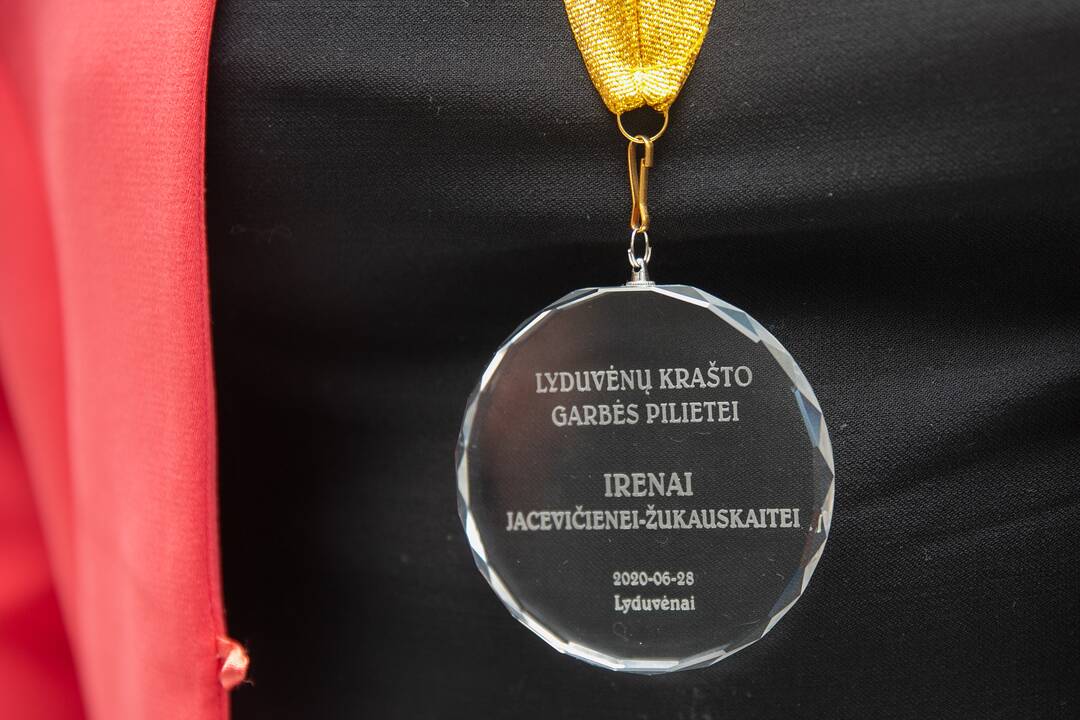 LYDUVĖNŲ KRAŠTO
GARBĖS PILIETEI
IRENAI
JACEVIČIENEI-ŽUKAUSKAITEI
2020-06-28
Lyduvėnai